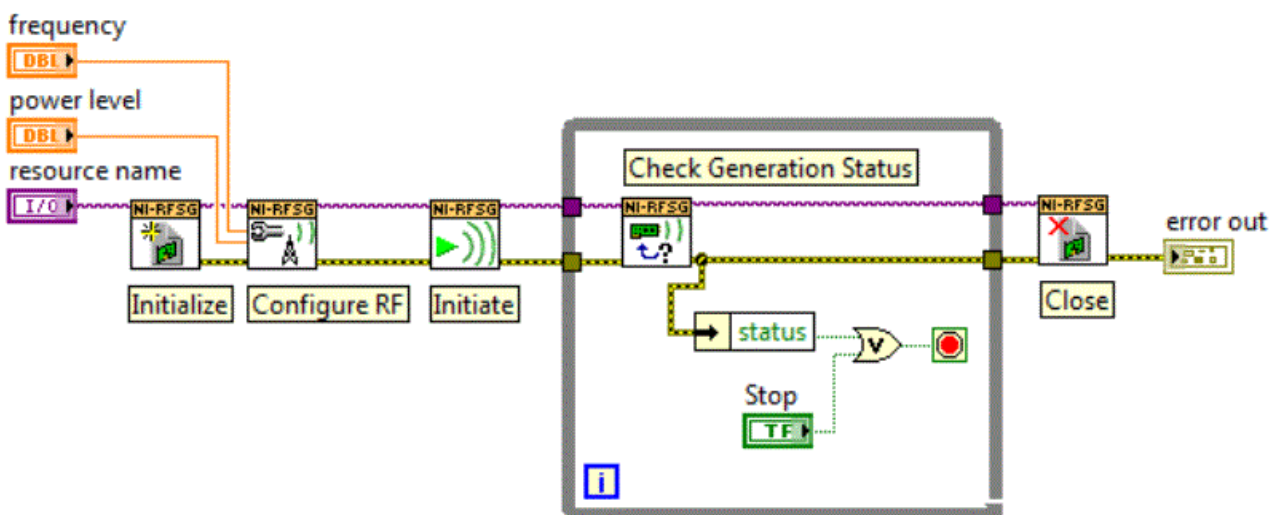 frequency
DBL
power level
DBL
resource name
I/O
NI-RFSG NI-RFSG NI-RFSG NI-RFSG NI-RFSG
Check Generation Status
?
error out
Initialize Configure RF Initiate Close
status
V
Stop
TF
i